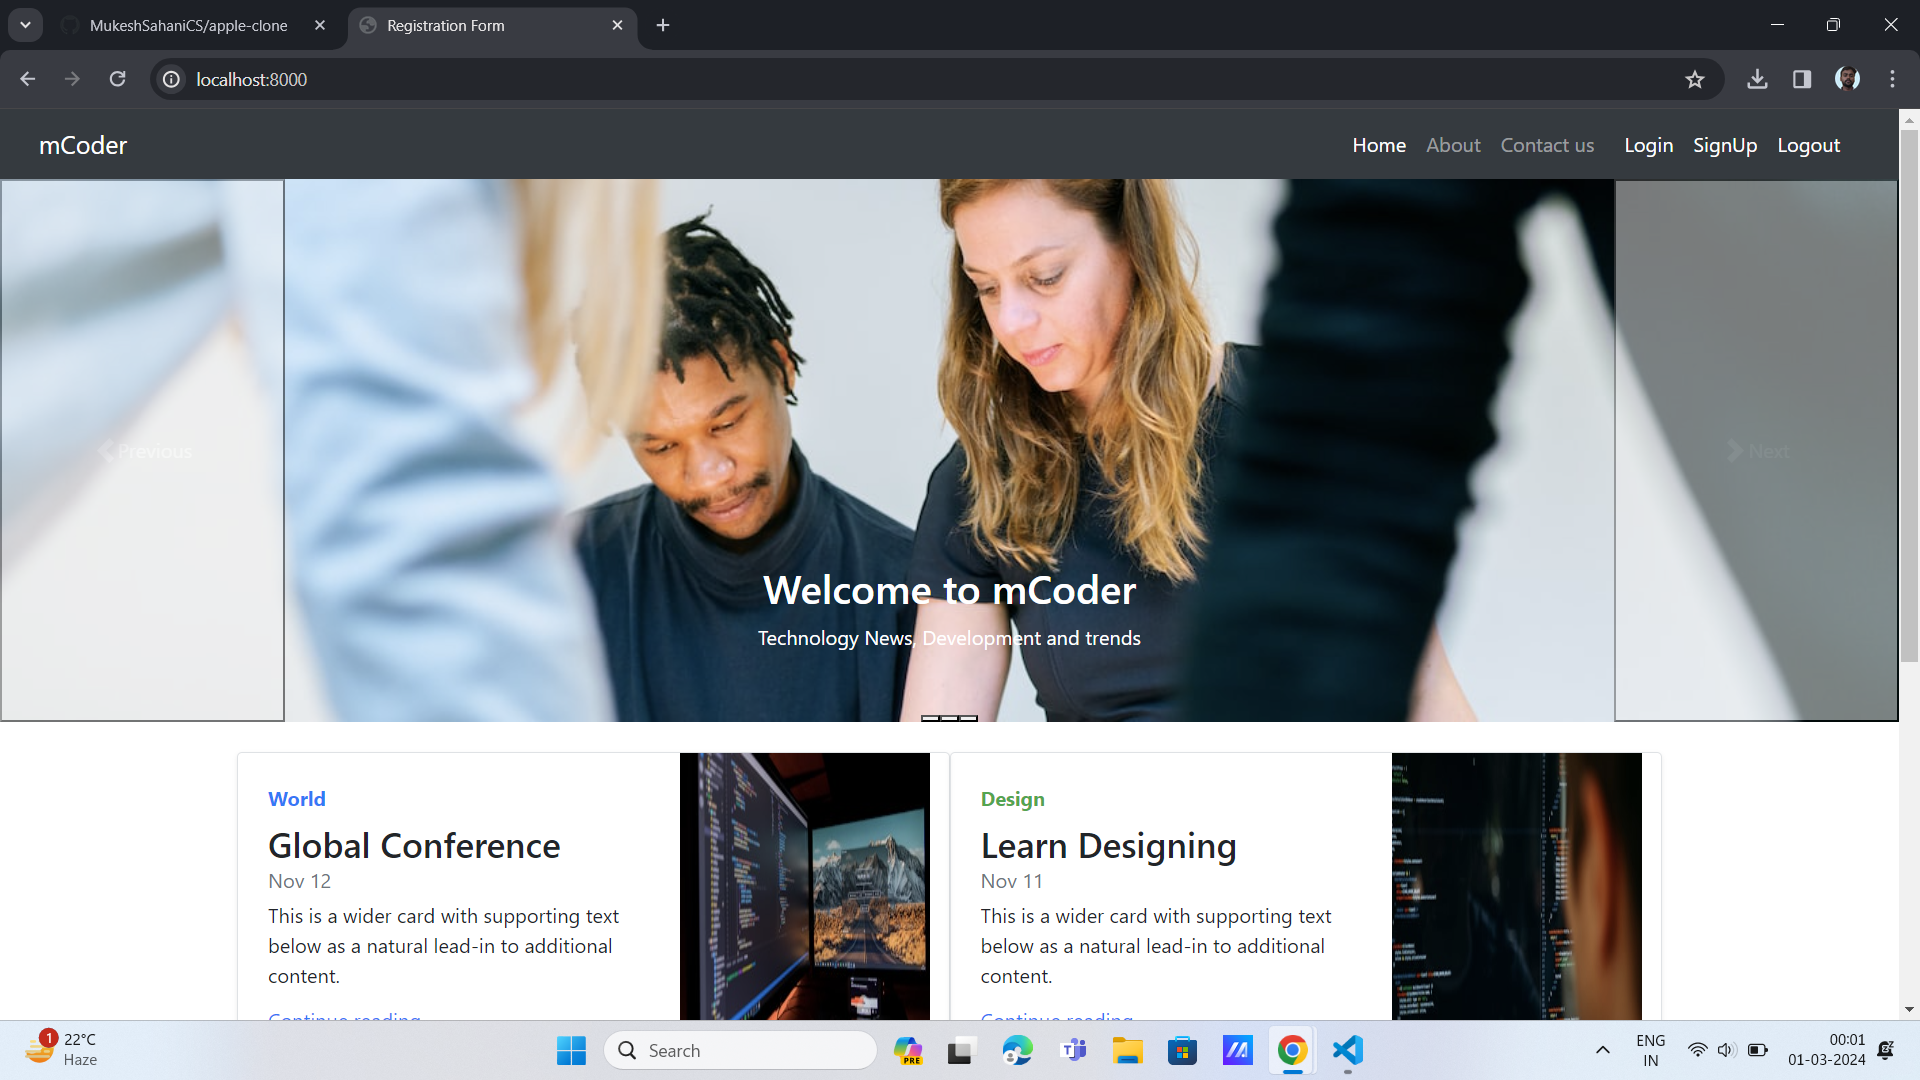 MukeshSahaniCS/apple-clone
Registration Form
localhost:8000
mCoder
Home About Contact us Login SignUp Logout
Previous
Next
Welcome to mCoder
Technology News, Development and trends
World
Global Conference
Nov 12
This is a wider card with supporting text
below as a natural lead-in to additional
content.
Continue reading
Design
Learn Designing
Nov 11
This is a wider card with supporting text
below as a natural lead-in to additional
content.
Continue reading
1
22°C
Haze
Search
PRE
ENG
IN
00:01
01-03-2024